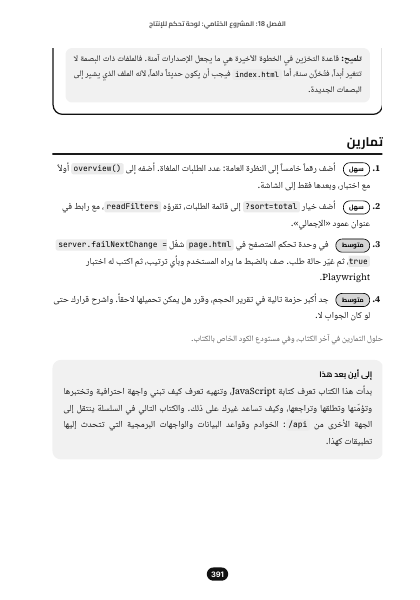 الفصل 18: المشروع الختامي: لوحة تحكم للإنتاج
تلميح: قاعدة التخزين في الخطوة الأخيرة هي ما يجعل الإصدارات آمنة. فالملفات ذات البصمة لا
تتغير أبداً، فتُخزَّن سنة، أما index.html فيجب أن يكون حديثاً دائماً، لأنه الملف الذي يشير إلى
البصمات الجديدة.
تمارين
1. سهل أضف رقماً خامساً إلى النظرة العامة: عدد الطلبات الملغاة. أضفه إلى overview() أولاً
مع اختبار، وبعدها فقط إلى الشاشة.
2. سهل أضف خيار ?sort=total إلى قائمة الطلبات، تقرؤه readFilters، مع رابط في
عنوان عمود «الإجمالي».
3. متوسط في وحدة تحكم المتصفح في page.html شغّل server.failNextChange =
true، ثم غيّر حالة طلب. صف بالضبط ما يراه المستخدم وبأي ترتيب، ثم اكتب له اختبار
Playwright.
4. متوسط جد أكبر حزمة تالية في تقرير الحجم، وقرر هل يمكن تحميلها لاحقاً. واشرح قرارك حتى
لو كان الجواب لا.
حلول التمارين في آخر الكتاب، وفي مستودع الكود الخاص بالكتاب.
إلى أين بعد هذا
بدأت هذا الكتاب تعرف كتابة JavaScript، وتنهيه تعرف كيف تبني واجهة احترافية وتختبرها
وتؤمّنها وتطلقها وتراجعها، وكيف تساعد غيرك على ذلك. والكتاب التالي في السلسلة ينتقل إلى
الجهة الأخرى من /api: الخوادم وقواعد البيانات والواجهات البرمجية التي تتحدث إليها
تطبيقات كهذا.
391